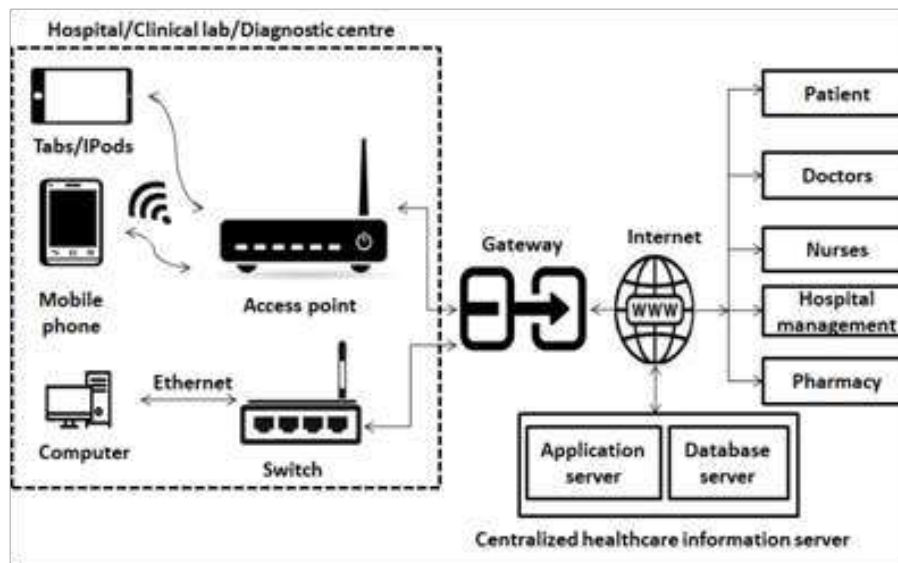 Hospital/Clinical lab/Diagnostic centre
Tabs/IPods
Mobile
phone
Access point
Ethernet
Computer
Switch
Gateway
Internet
WWW
Patient
Doctors
Nurses
Hospital
management
Pharmacy
Application
server
Database
server
Centralized healthcare information server